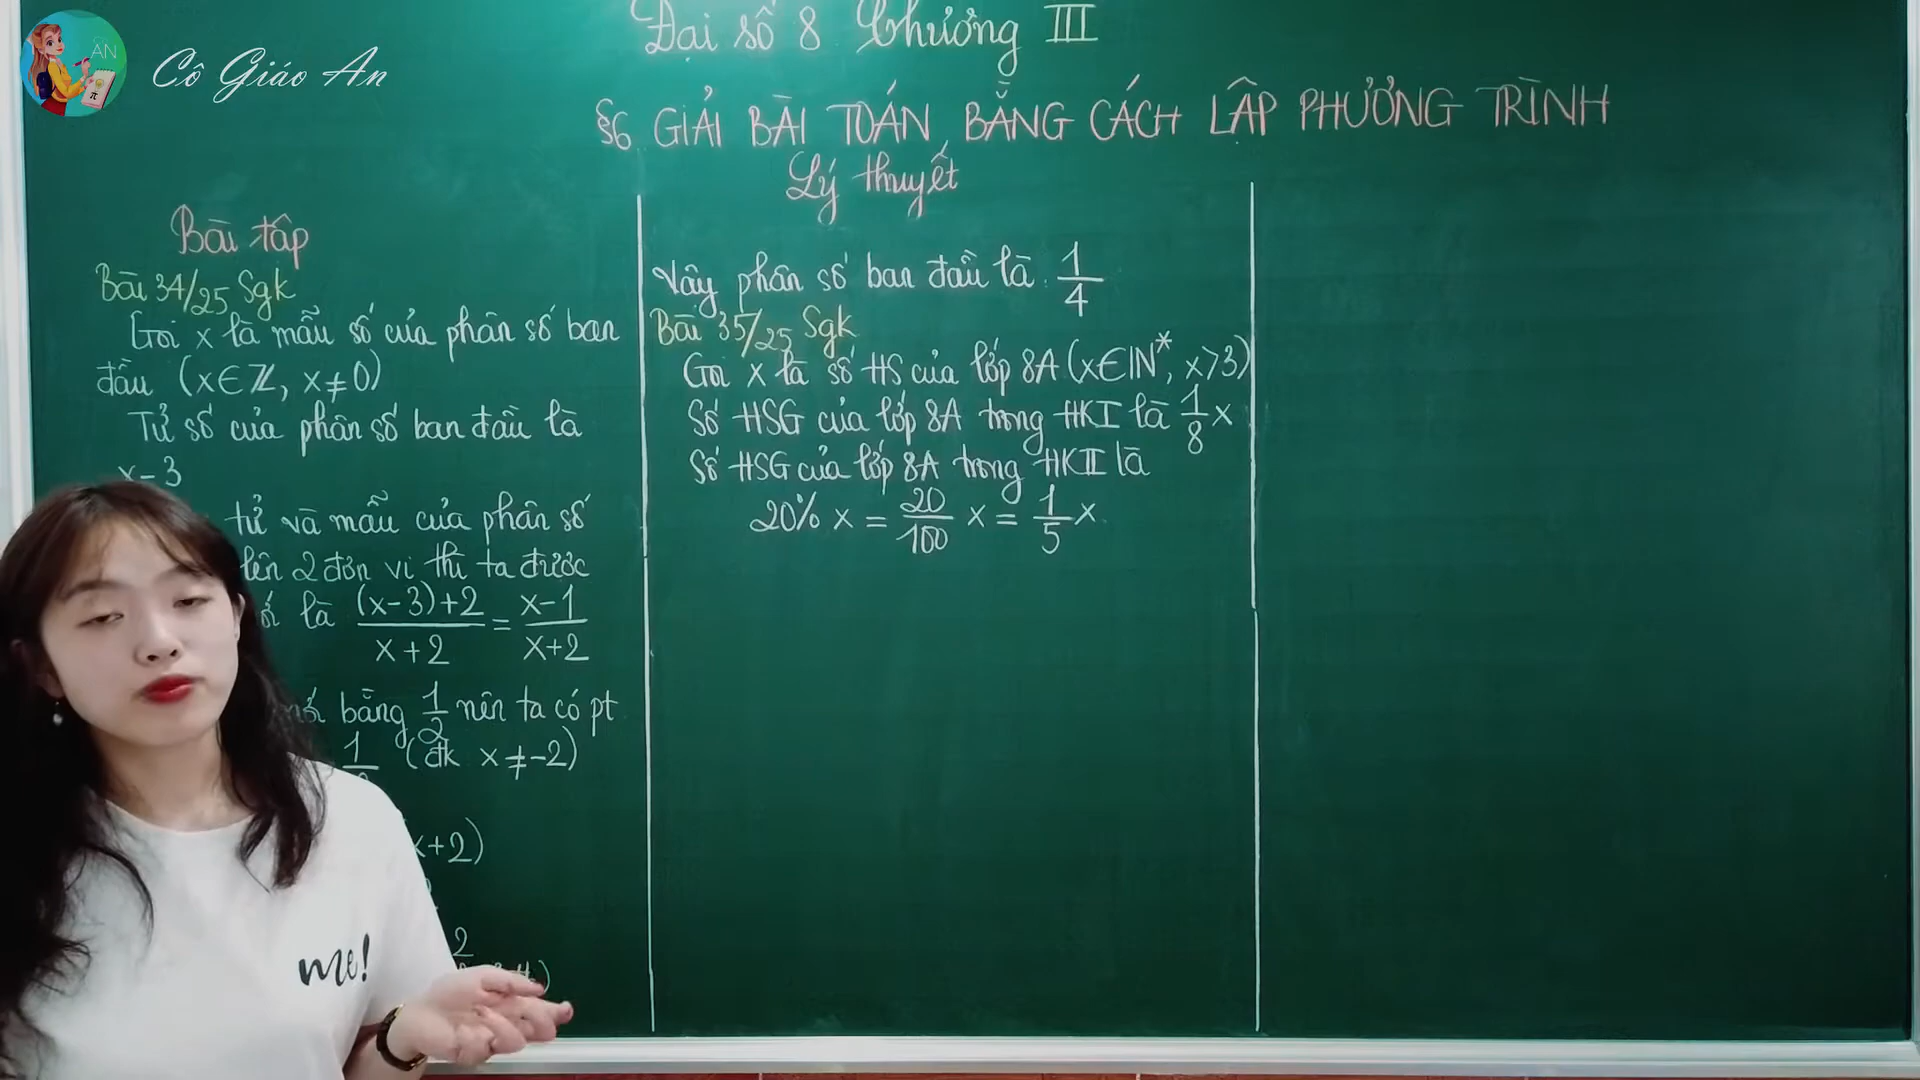 Cô Giáo An
Đại số 8 Chương III
§6 GIẢI BÀI TOÁN BẰNG CÁCH LẬP PHƯƠNG TRÌNH
Lý thuyết
Bài tập
Bài 34/25 Sgk
Gọi x là mẫu số của phân số ban
đầu (x∈ℤ, x≠0)
Tử số của phân số ban đầu là
x-3
tử và mẫu của phân số
lên 2 đơn vị thì ta được
là (x-3)+2/x+2 = x-1/x+2
bằng 1/2 nên ta có pt
1 (đk x≠-2)
x+2)
2
Vậy phân số ban đầu là 1/4
Bài 35/25 Sgk
Gọi x là số HS của lớp 8A (x∈ℕ*, x>3)
Số HSG của lớp 8A trong HKI là 1/8 x
Số HSG của lớp 8A trong HKII là
20% x = 20/100 x = 1/5 x
me!